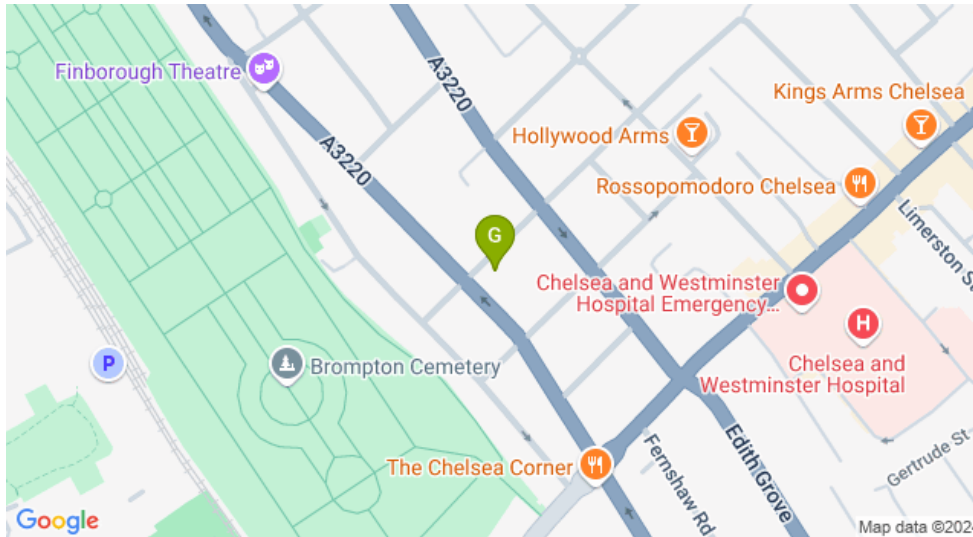 Finborough Theatre
A3220
Kings Arms Chelsea
Hollywood Arms
A3220
Rossopomodoro Chelsea
Limerston St
G
Chelsea and Westminster
Hospital Emergency...
H
P
Brompton Cemetery
Chelsea and
Westminster Hospital
The Chelsea Corner
Fernshaw Rd
Edith Grove
Gertrude St
Google
Map data ©2024